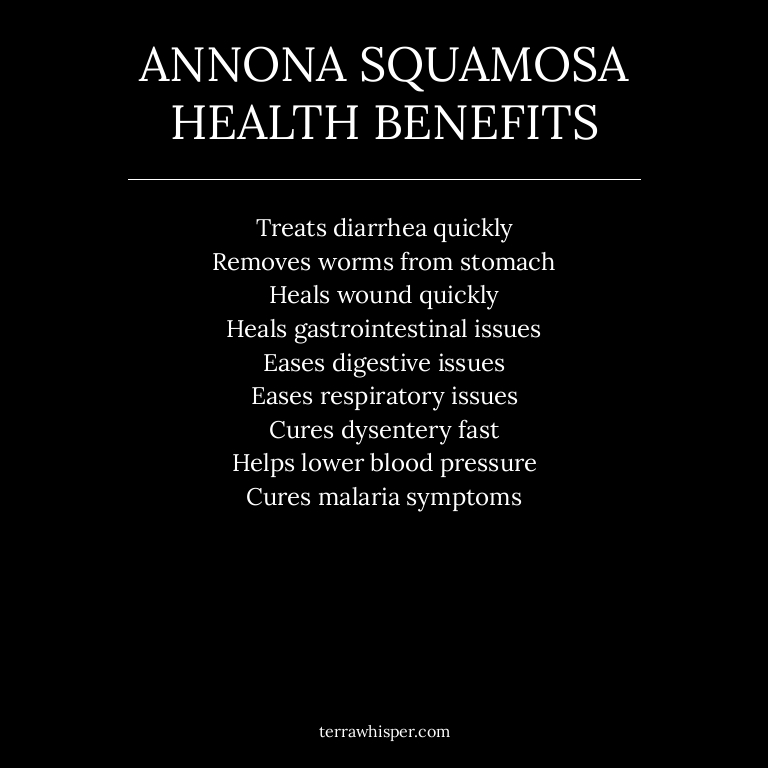 ANNONA SQUAMOSA
HEALTH BENEFITS
Treats diarrhea quickly
Removes worms from stomach
Heals wound quickly
Heals gastrointestinal issues
Eases digestive issues
Eases respiratory issues
Cures dysentery fast
Helps lower blood pressure
Cures malaria symptoms
terrawhisper.com